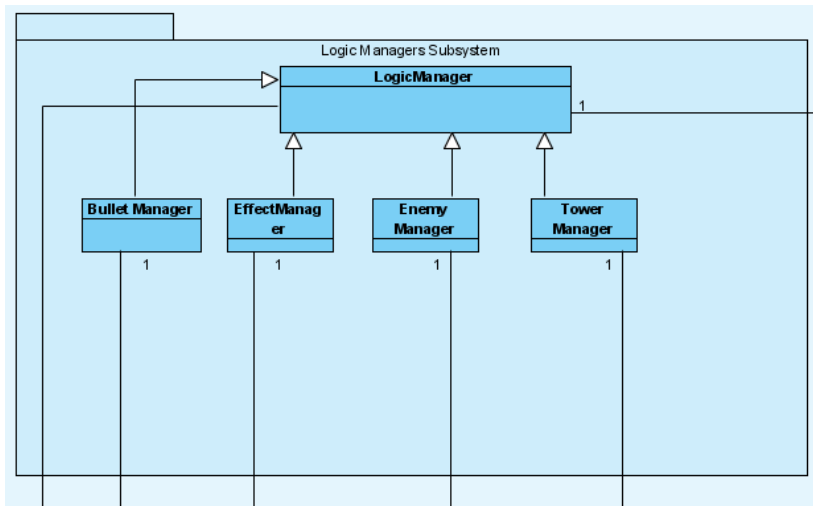 Logic Managers Subsystem
LogicManager
1
Bullet Manager
EffectManag
er
Enemy
Manager
Tower
Manager
1
1
1
1